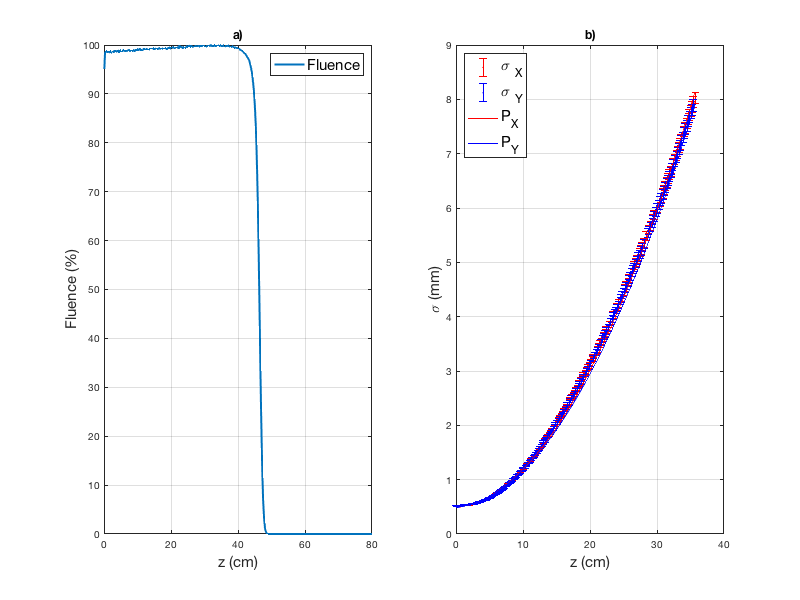 a)
Fluence
Fluence (%)
100
90
80
70
60
50
40
30
20
10
0
0 20 40 60 80
z (cm)
b)
σ X
σ Y
P X
P Y
σ (mm)
9
8
7
6
5
4
3
2
1
0
0 10 20 30 40
z (cm)